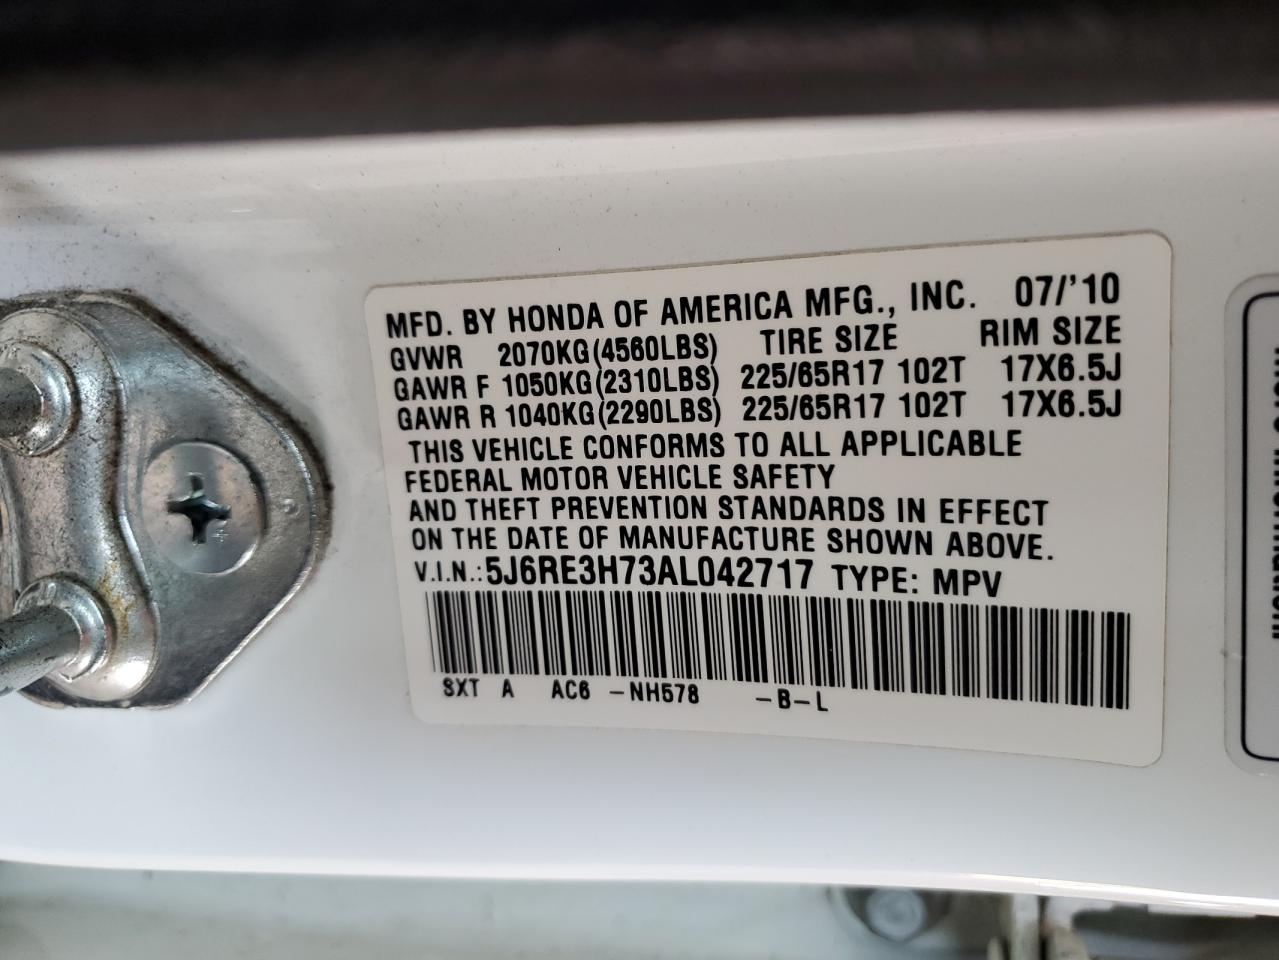 MFD. BY HONDA OF AMERICA MFG., INC. 07/'10
GVWR 2070KG(4560LBS) TIRE SIZE RIM SIZE
GAWR F 1050KG(2310LBS) 225/65R17 102T 17X6.5J
GAWR R 1040KG(2290LBS) 225/65R17 102T 17X6.5J
THIS VEHICLE CONFORMS TO ALL APPLICABLE
FEDERAL MOTOR VEHICLE SAFETY
AND THEFT PREVENTION STANDARDS IN EFFECT
ON THE DATE OF MANUFACTURE SHOWN ABOVE.
V.I.N.:5J6RE3H73AL042717 TYPE: MPV
SXT A AC6 -NH578 -B-L